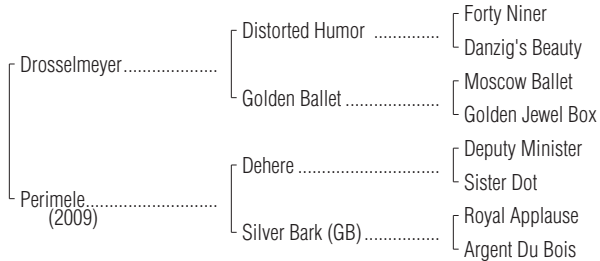 Forty Niner
Distorted Humor ..............
Danzig's Beauty
Drosselmeyer....................
Moscow Ballet
Golden Ballet ....................
Golden Jewel Box
Deputy Minister
Dehere ..............................
Sister Dot
Perimele............................
(2009)
Royal Applause
Silver Bark (GB)................
Argent Du Bois